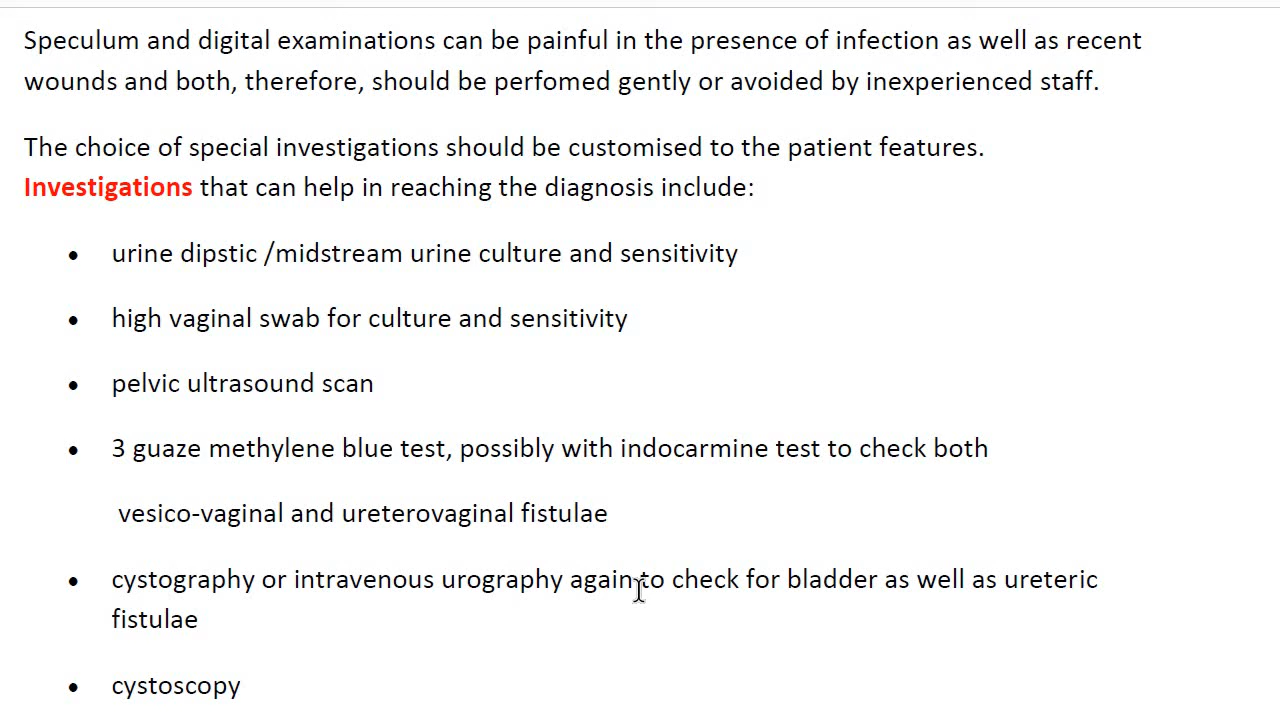 Speculum and digital examinations can be painful in the presence of infection as well as recent
wounds and both, therefore, should be perfomed gently or avoided by inexperienced staff.
The choice of special investigations should be customised to the patient features.
Investigations that can help in reaching the diagnosis include:
• urine dipstic /midstream urine culture and sensitivity
• high vaginal swab for culture and sensitivity
• pelvic ultrasound scan
• 3 guaze methylene blue test, possibly with indocarmine test to check both
vesico-vaginal and ureterovaginal fistulae
• cystography or intravenous urography again to check for bladder as well as ureteric
fistulae
• cystoscopy